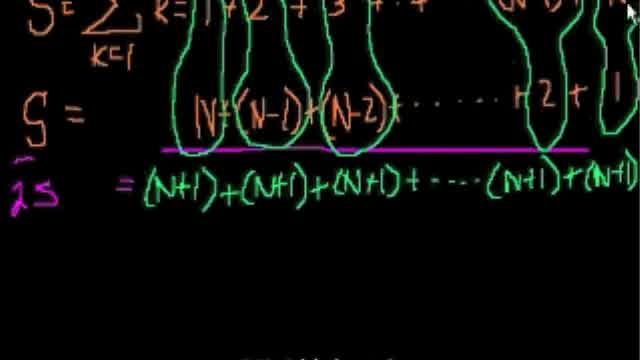 S = ∑ k = 1 + 2 + 3 + . .
k=1
S = N + (N-1) + (N-2) + ...... + 2 + 1
2S = (N+1) + (N+1) + (N+1) + .... (N+1) + (N+1)